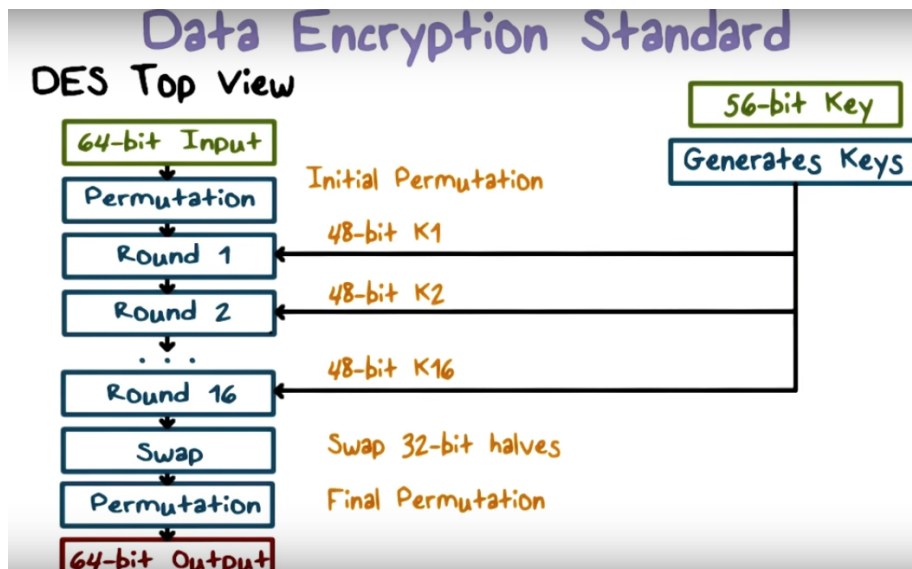 Data Encryption Standard
DES Top View
56-bit Key
64-bit Input
Generates Keys
Initial Permutation
Permutation
48-bit K1
Round 1
48-bit K2
Round 2
...
48-bit K16
Round 16
Swap
Swap 32-bit halves
Permutation
Final Permutation
64-bit Output